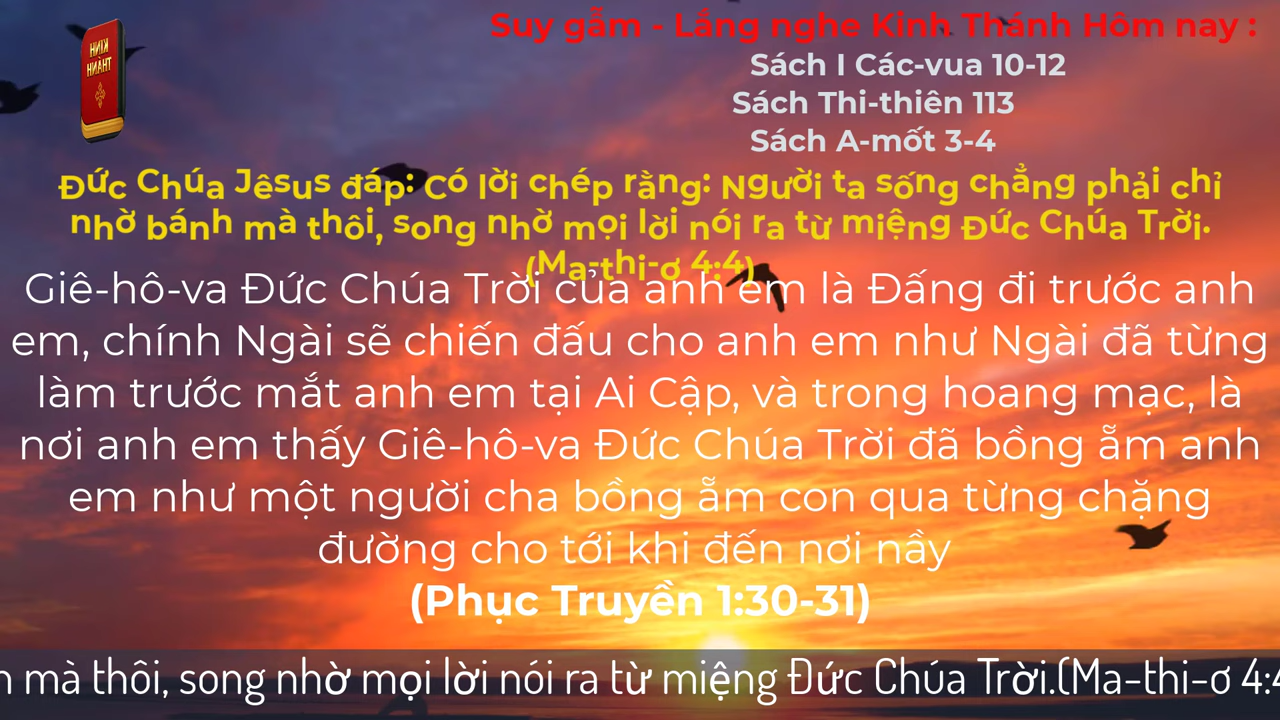 Suy gẫm - Lắng nghe Kinh Thánh Hôm nay :
Sách I Các-vua 10-12
Sách Thi-thiên 113
Sách A-mốt 3-4
KINH
THÁNH
Đức Chúa Jêsus đáp: Có lời chép rằng: Người ta sống chẳng phải chỉ
nhờ bánh mà thôi, song nhờ mọi lời nói ra từ miệng Đức Chúa Trời.
(Ma-thi-ơ 4:4)
Giê-hô-va Đức Chúa Trời của anh em là Đấng đi trước anh
em, chính Ngài sẽ chiến đấu cho anh em như Ngài đã từng
làm trước mắt anh em tại Ai Cập, và trong hoang mạc, là
nơi anh em thấy Giê-hô-va Đức Chúa Trời đã bồng ẵm anh
em như một người cha bồng ẵm con qua từng chặng
đường cho tới khi đến nơi nầy
(Phục Truyền 1:30-31)
mà thôi, song nhờ mọi lời nói ra từ miệng Đức Chúa Trời.(Ma-thi-ơ 4:4